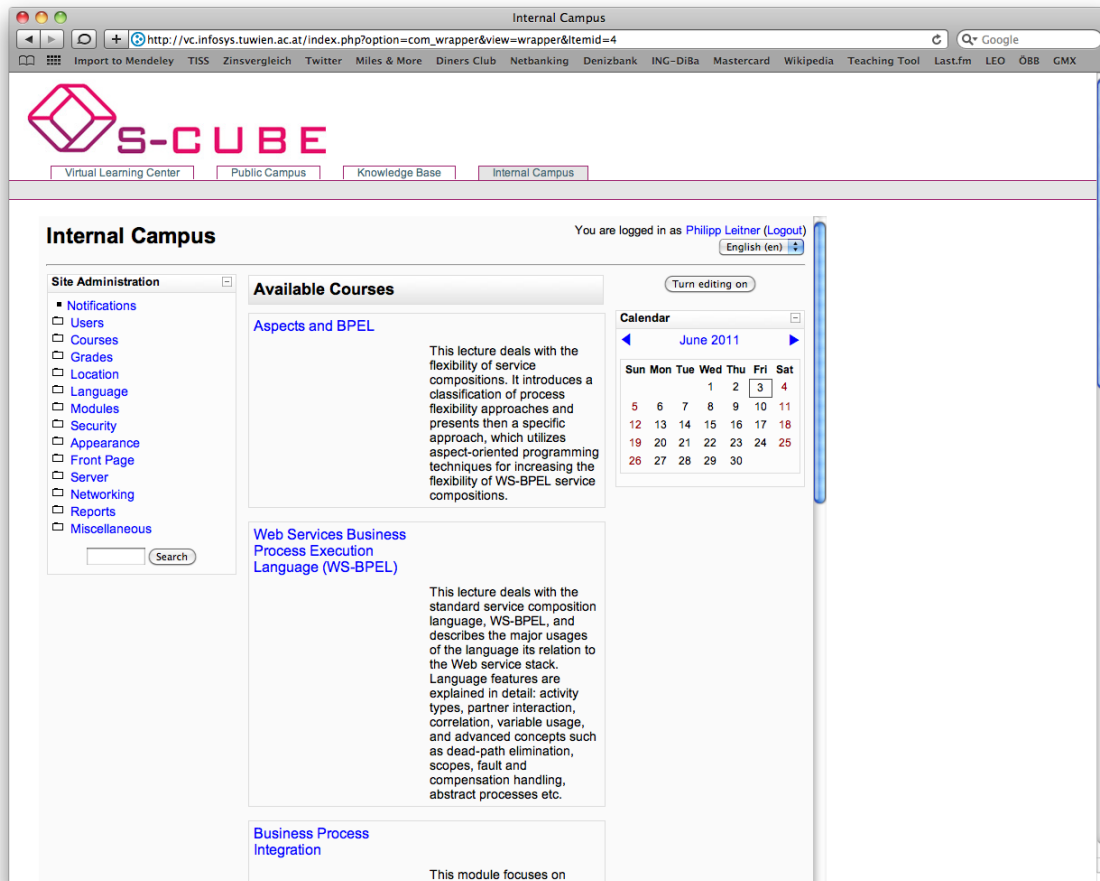 Internal Campus
http://vc.infosys.tuwien.ac.at/index.php?option=com_wrapper&view=wrapper&Itemid=4
Google
Import to Mendeley TISS Zinsvergleich Twitter Miles & More Diners Club Netbanking Denizbank ING-DiBa Mastercard Wikipedia Teaching Tool Last.fm LEO ÖBB GMX
S-CUBE
Virtual Learning Center Public Campus Knowledge Base Internal Campus
Internal Campus
You are logged in as Philipp Leitner (Logout)
English (en)
Site Administration
Notifications
Users
Courses
Grades
Location
Language
Modules
Security
Appearance
Front Page
Server
Networking
Reports
Miscellaneous
Search
Available Courses
Aspects and BPEL
This lecture deals with the
flexibility of service
compositions. It introduces a
classification of process
flexibility approaches and
presents then a specific
approach, which utilizes
aspect-oriented programming
techniques for increasing the
flexibility of WS-BPEL service
compositions.
Web Services Business
Process Execution
Language (WS-BPEL)
This lecture deals with the
standard service composition
language, WS-BPEL, and
describes the major usages
of the language its relation to
the Web service stack.
Language features are
explained in detail: activity
types, partner interaction,
correlation, variable usage,
and advanced concepts such
as dead-path elimination,
scopes, fault and
compensation handling,
abstract processes etc.
Business Process
Integration
This module focuses on
Turn editing on
Calendar
June 2011
Sun Mon Tue Wed Thu Fri Sat
1 2 3 4
5 6 7 8 9 10 11
12 13 14 15 16 17 18
19 20 21 22 23 24 25
26 27 28 29 30